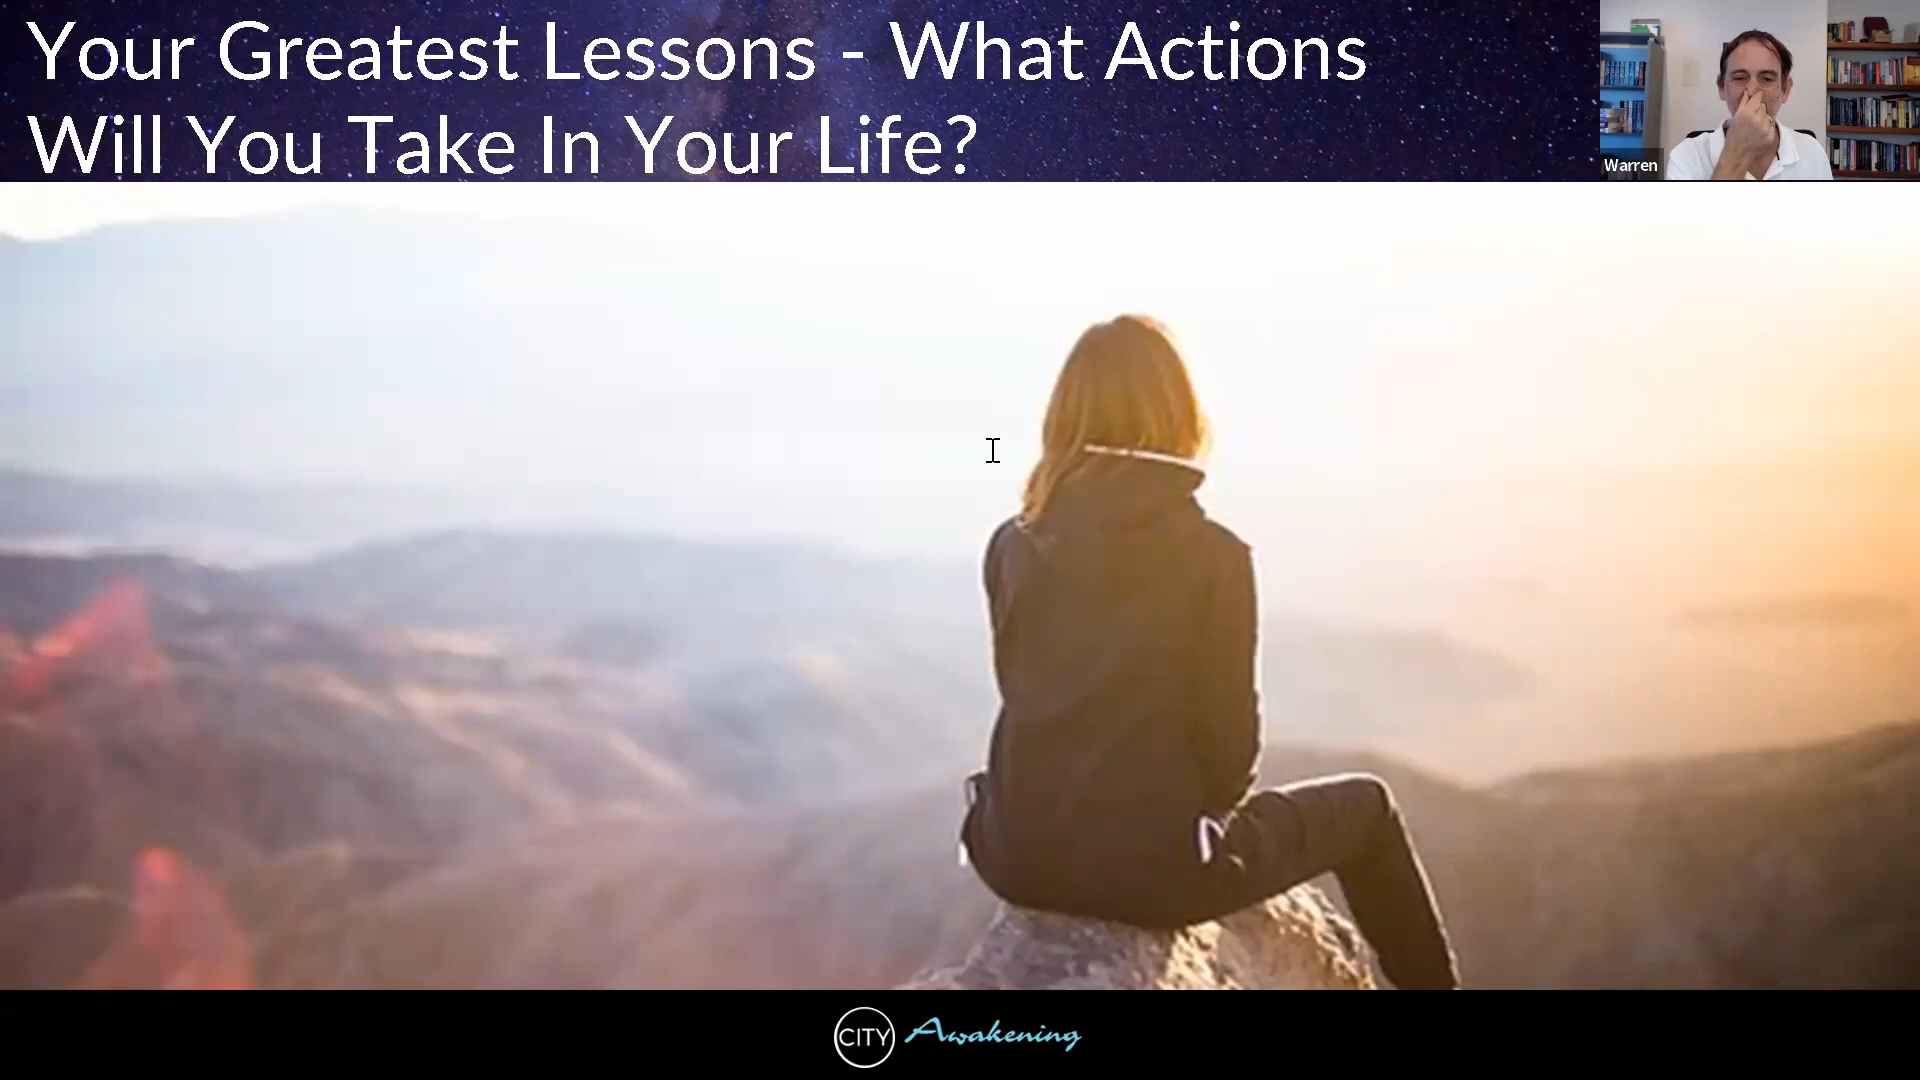 Your Greatest Lessons - What Actions
Will You Take In Your Life?
Warren
CITY Awakening